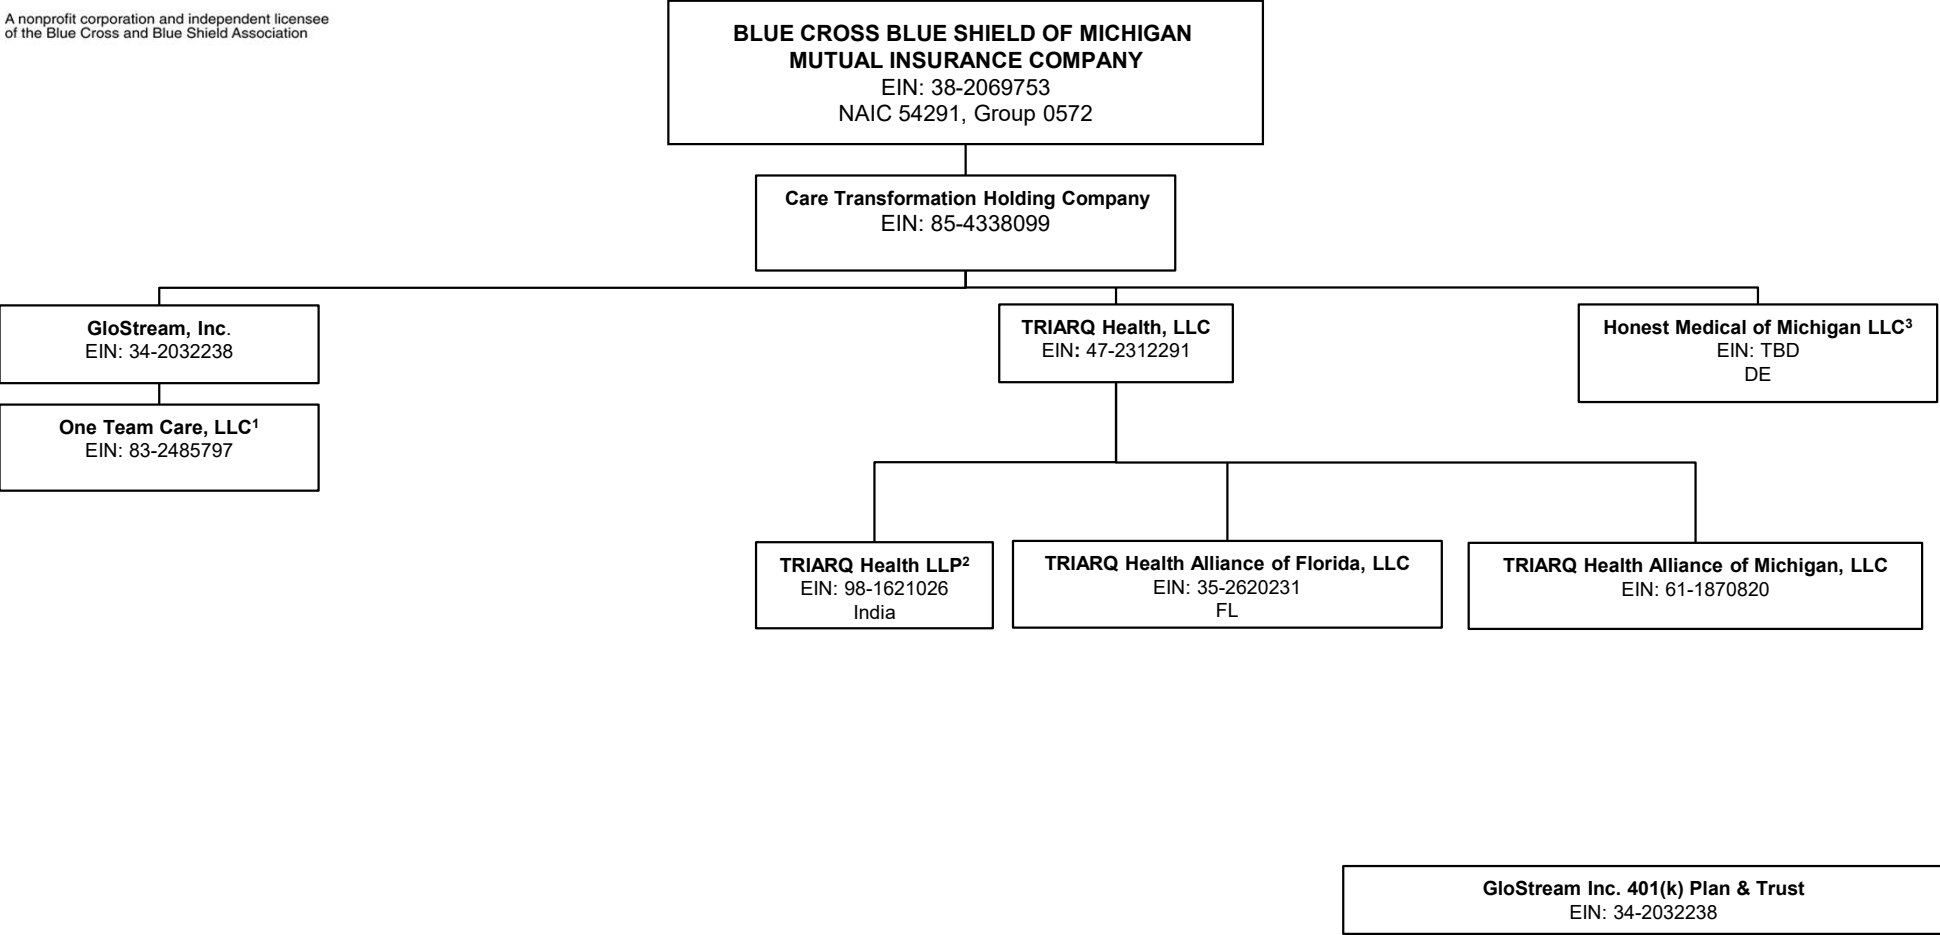 A nonprofit corporation and independent licensee
of the Blue Cross and Blue Shield Association
BLUE CROSS BLUE SHIELD OF MICHIGAN
MUTUAL INSURANCE COMPANY
EIN: 38-2069753
NAIC 54291, Group 0572
Care Transformation Holding Company
EIN: 85-4338099
GloStream, Inc.
EIN: 34-2032238
TRIARQ Health, LLC
EIN: 47-2312291
Honest Medical of Michigan LLC³
EIN: TBD
DE
One Team Care, LLC¹
EIN: 83-2485797
TRIARQ Health LLP²
EIN: 98-1621026
India
TRIARQ Health Alliance of Florida, LLC
EIN: 35-2620231
FL
TRIARQ Health Alliance of Michigan, LLC
EIN: 61-1870820
GloStream Inc. 401(k) Plan & Trust
EIN: 34-2032238